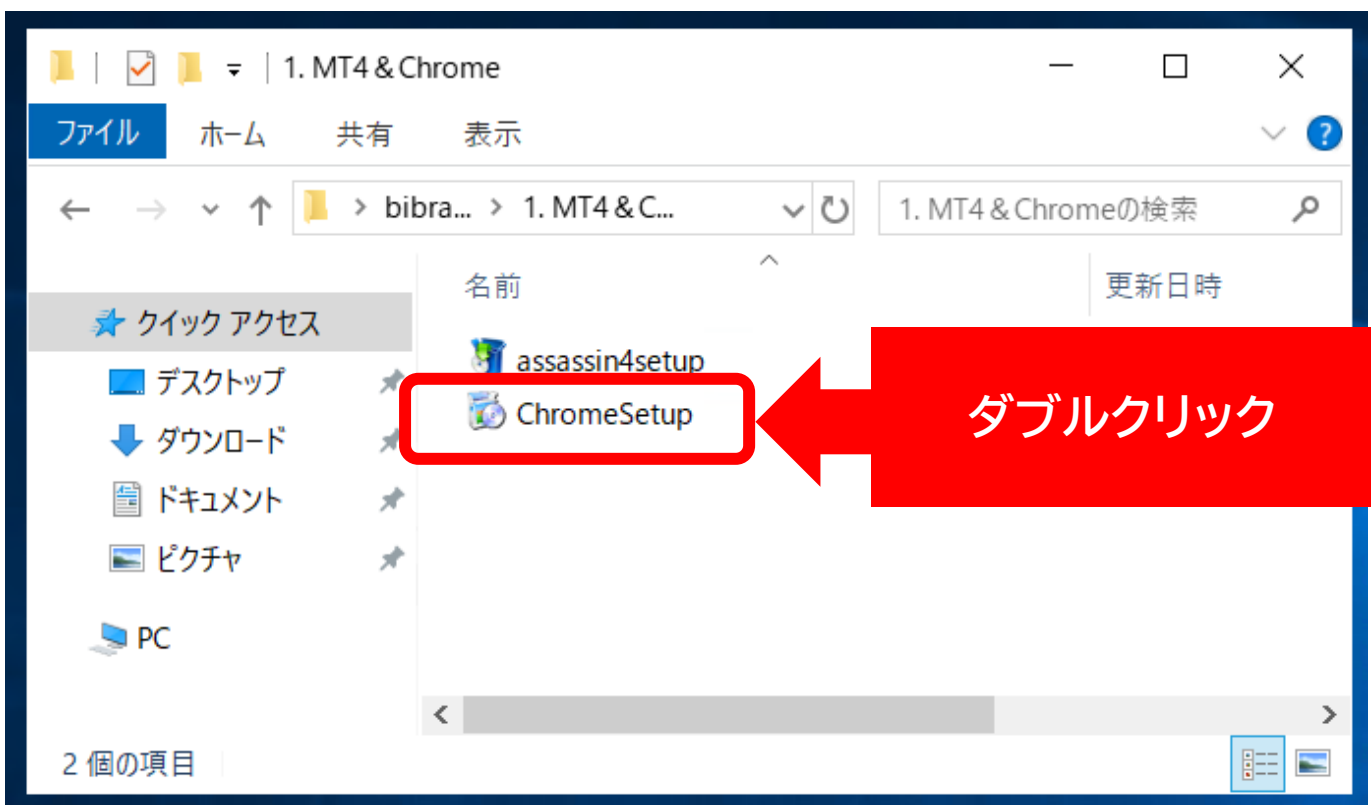 1. MT4 & Chrome
ファイル ホーム 共有 表示
bibra... 1. MT4 & C... 1. MT4 & Chromeの検索
名前 更新日時
クイック アクセス
assassin4setup
デスクトップ
ChromeSetup
ダブルクリック
ダウンロード
ドキュメント
ピクチャ
PC
2 個の項目